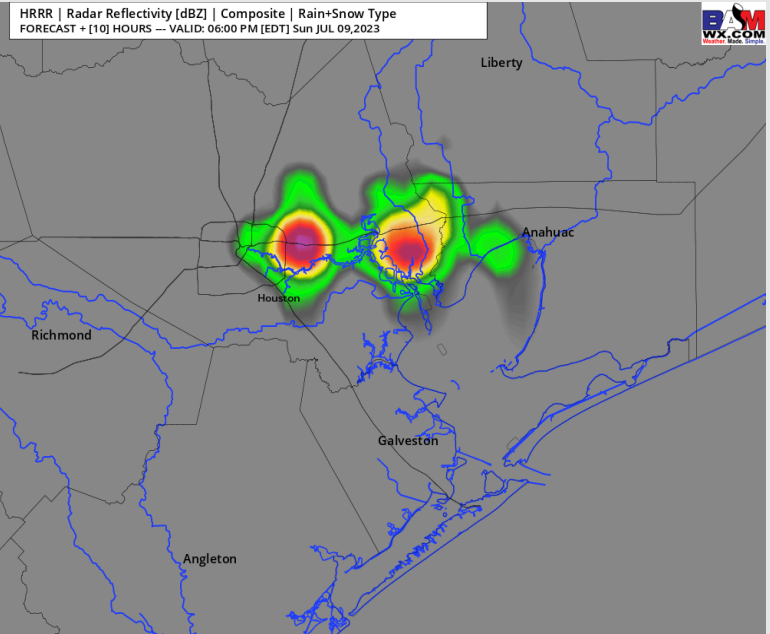 HRRR | Radar Reflectivity [dBZ] | Composite | Rain+Snow Type
FORECAST + [10] HOURS --- VALID: 06:00 PM [EDT] Sun JUL 09,2023
BAM
WX.COM
Weather. Made. Simple.
Liberty
Anahuac
Houston
Richmond
Galveston
Angleton